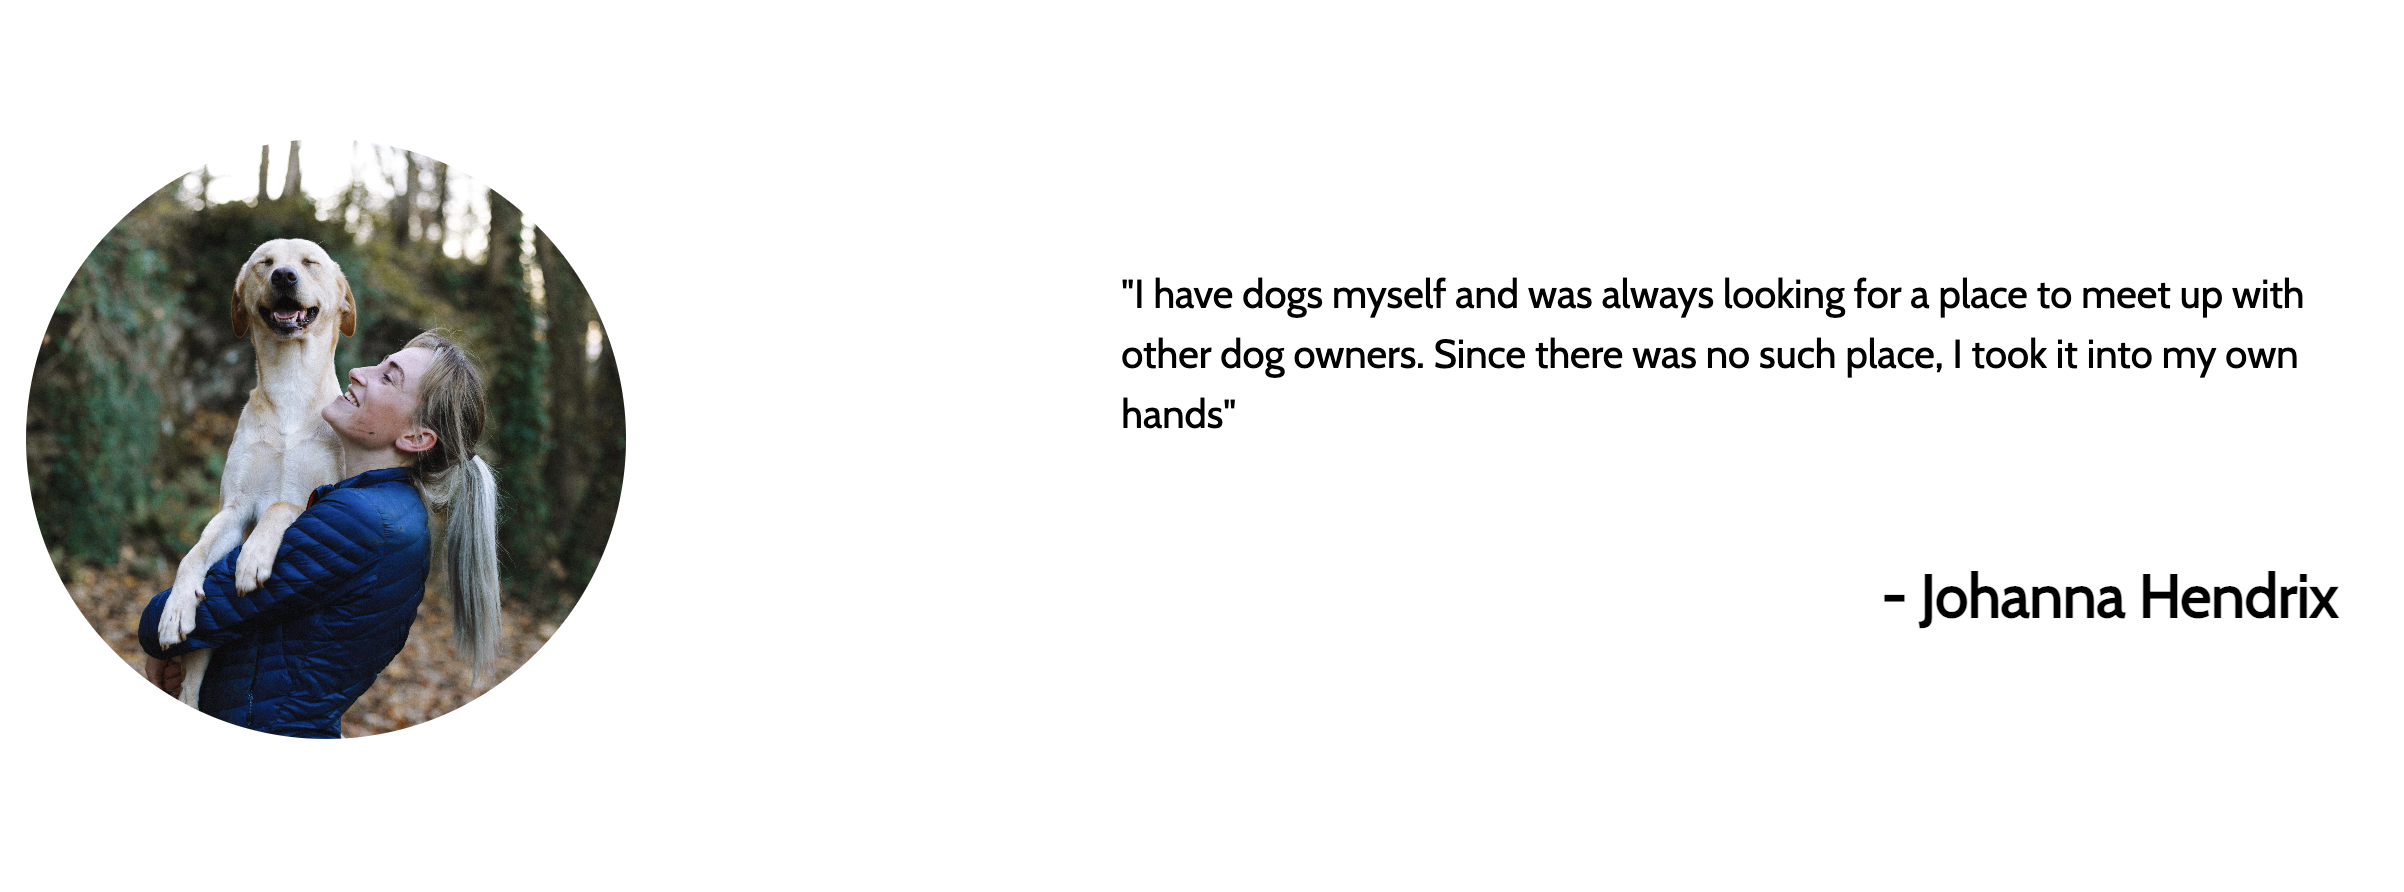 "I have dogs myself and was always looking for a place to meet up with
other dog owners. Since there was no such place, I took it into my own
hands"
- Johanna Hendrix